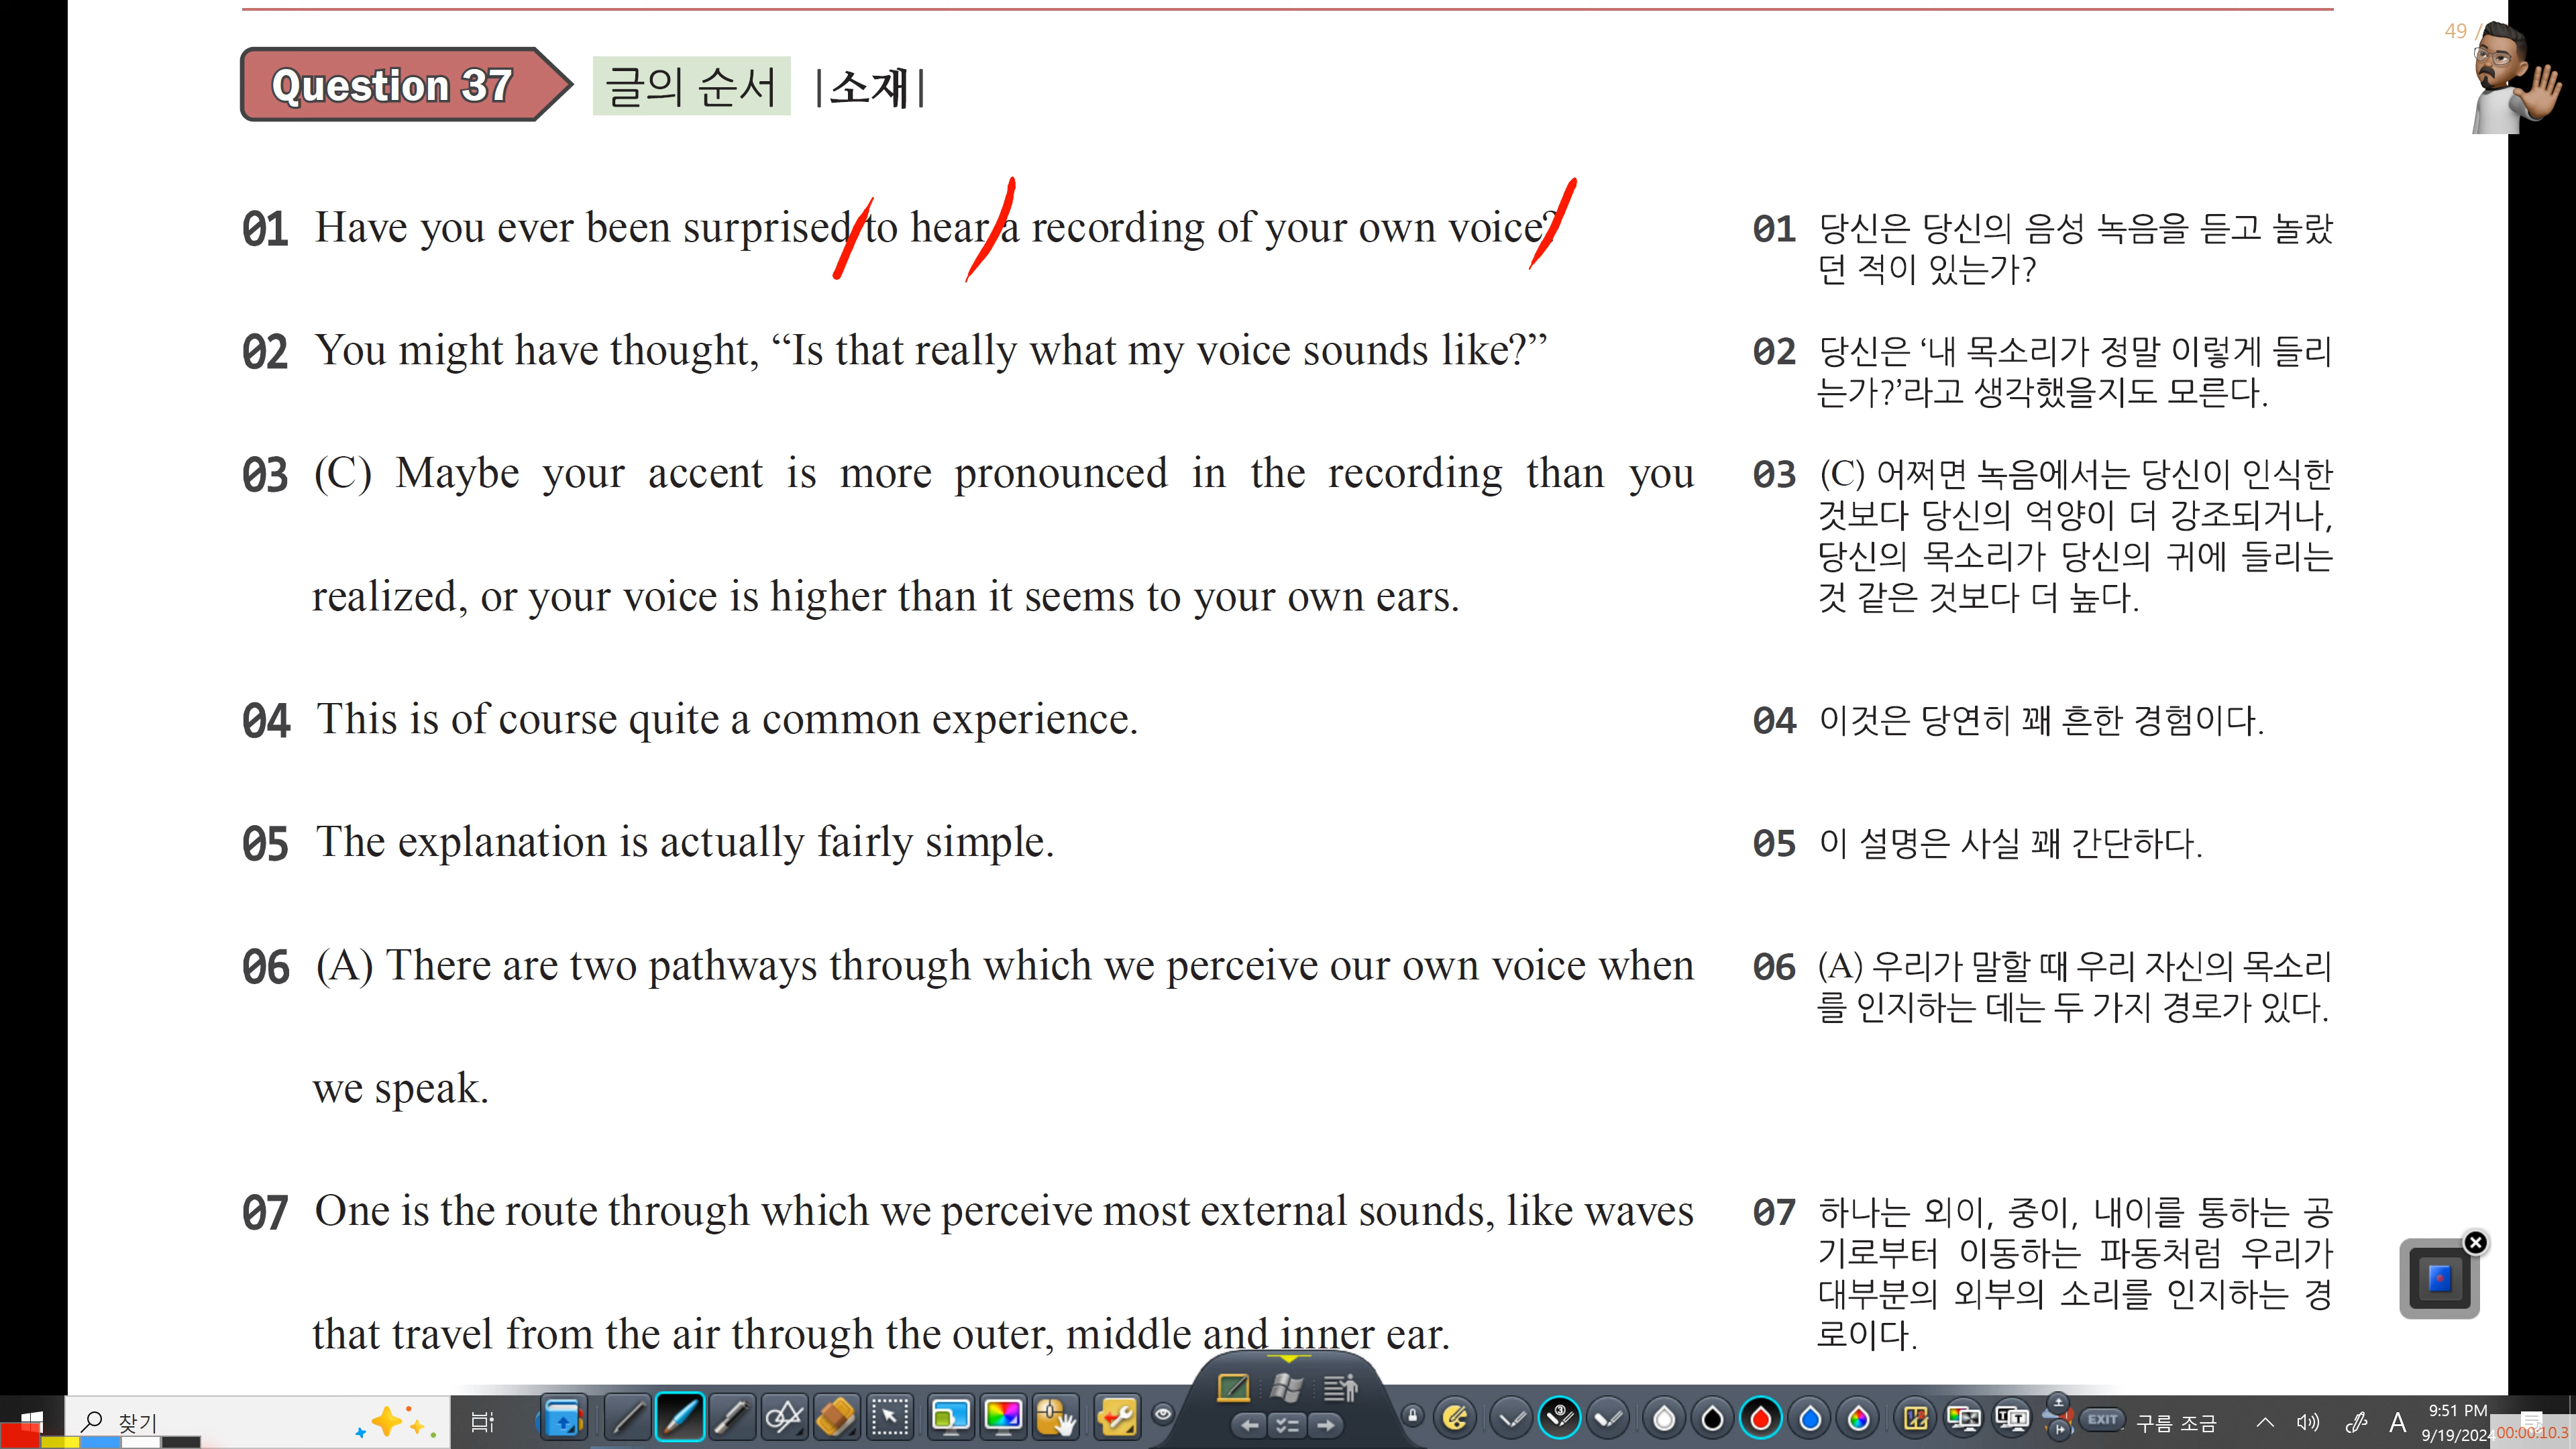 49 /
Question 37 글의 순서 |소재|
01 Have you ever been surprised to hear a recording of your own voice?
02 You might have thought, “Is that really what my voice sounds like?”
03 (C) Maybe your accent is more pronounced in the recording than you
realized, or your voice is higher than it seems to your own ears.
04 This is of course quite a common experience.
05 The explanation is actually fairly simple.
06 (A) There are two pathways through which we perceive our own voice when
we speak.
07 One is the route through which we perceive most external sounds, like waves
that travel from the air through the outer, middle and inner ear.
01 당신은 당신의 음성 녹음을 듣고 놀랐
던 적이 있는가?
02 당신은 ‘내 목소리가 정말 이렇게 들리
는가?’라고 생각했을지도 모른다.
03 (C) 어쩌면 녹음에서는 당신이 인식한
것보다 당신의 억양이 더 강조되거나,
당신의 목소리가 당신의 귀에 들리는
것 같은 것보다 더 높다.
04 이것은 당연히 꽤 흔한 경험이다.
05 이 설명은 사실 꽤 간단하다.
06 (A) 우리가 말할 때 우리 자신의 목소리
를 인지하는 데는 두 가지 경로가 있다.
07 하나는 외이, 중이, 내이를 통하는 공
기로부터 이동하는 파동처럼 우리가
대부분의 외부의 소리를 인지하는 경
로이다.
찾기
EXIT
구름 조금
A
9:51 PM
9/19/2024
00:00:10.3